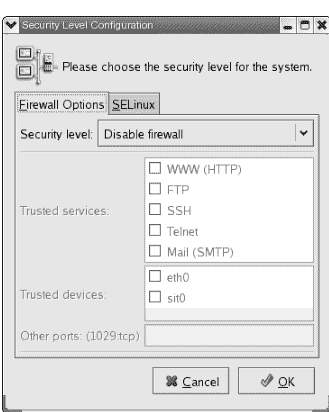 Security Level Configuration
Please choose the security level for the system.
Firewall Options SELinux
Security level: Disable firewall
Trusted services:
WWW (HTTP)
FTP
SSH
Telnet
Mail (SMTP)
Trusted devices:
eth0
sit0
Other ports: (1029:tcp)
Cancel OK